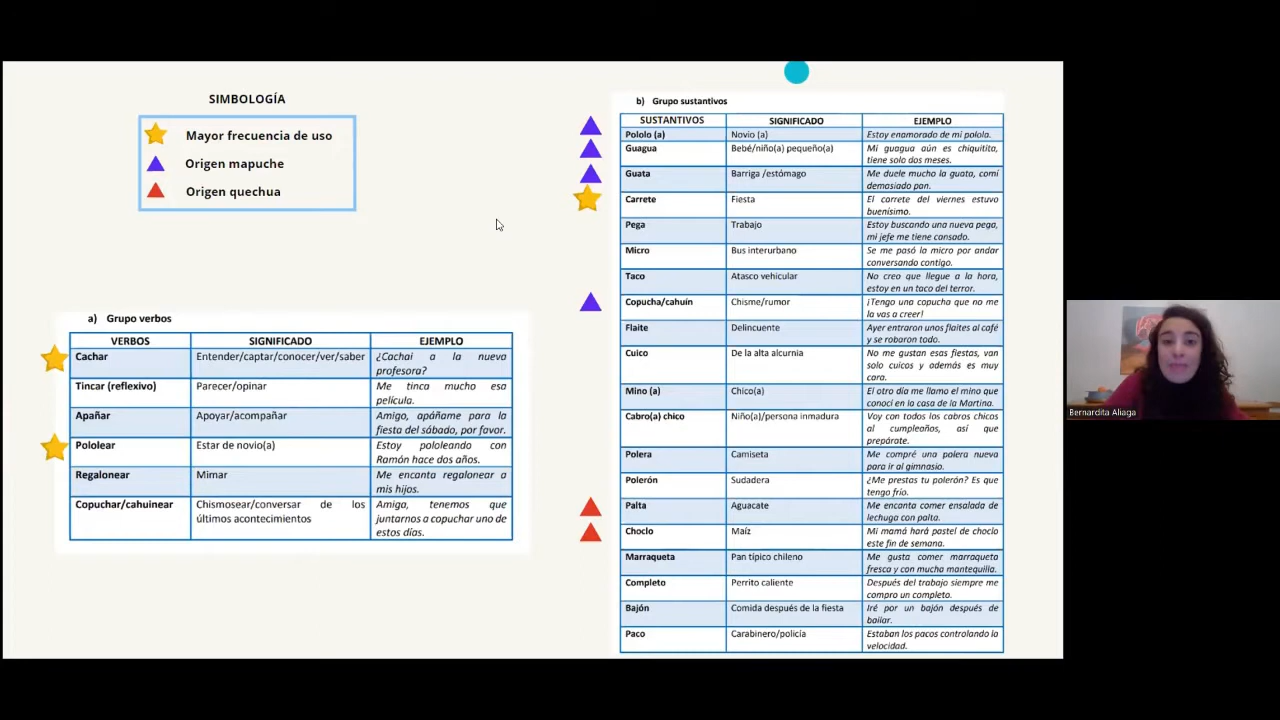 SIMBOLOGÍA
Mayor frecuencia de uso
Origen mapuche
Origen quechua
a) Grupo verbos
VERBOS SIGNIFICADO EJEMPLO
Cachar Entender/captar/conocer/ver/saber ¿Cachai a la nueva
profesora?
Tincar (reflexivo) Parecer/opinar Me tinca mucho esa
película.
Apañar Apoyar/acompañar Amigo, apáñame para la
fiesta del sábado, por favor.
Pololear Estar de novio(a) Estoy pololeando con
Ramón hace dos años.
Regalonear Mimar Me encanta regalonear a
mis hijos.
Copuchar/cahuinear Chismosear/conversar de los Amigo, tenemos que
últimos acontecimientos juntarnos a copuchar uno de
estos días.
b) Grupo sustantivos
SUSTANTIVOS SIGNIFICADO EJEMPLO
Pololo (a) Novio (a) Estoy enamorado de mi polola.
Guagua Bebé/niño(a) pequeño(a) Mi guagua aún es chiquitita,
tiene solo dos meses.
Guata Barriga /estómago Me duele mucho la guata, comí
demasiado pan.
Carrete Fiesta El carrete del viernes estuvo
buenísimo.
Pega Trabajo Estoy buscando una nueva pega,
mi jefe me tiene cansado.
Micro Bus interurbano Se me pasó la micro por andar
conversando contigo.
Taco Atasco vehicular No creo que llegue a la hora,
estoy en un taco del terror.
Copucha/cahuín Chisme/rumor ¡Tengo una copucha que no me
la vas a creer!
Flaite Delincuente Ayer entraron unos flaites al café
y se robaron todo.
Cuico De la alta alcurnia No me gustan esas fiestas, van
solo cuicos y además es muy
cara.
Mino (a) Chico(a) El otro día me llamo el mino que
conocí en la casa de la Martina.
Cabro(a) chico Niño(a)/persona inmadura Voy con todos los cabros chicos
al cumpleaños, así que
prepárate.
Polera Camiseta Me compré una polera nueva
para ir al gimnasio.
Polerón Sudadera ¿Me prestas tu polerón? Es que
tengo frío.
Palta Aguacate Me encanta comer ensalada de
lechuga con palta.
Choclo Maíz Mi mamá hará pastel de choclo
este fin de semana.
Marraqueta Pan típico chileno Me gusta comer marraqueta
fresca y con mucha mantequilla.
Completo Perrito caliente Después del trabajo siempre me
compro un completo.
Bajón Comida después de la fiesta Iré por un bajón después de
bailar.
Paco Carabinero/policía Estaban los pacos controlando la
velocidad.
Bernardita Aliaga